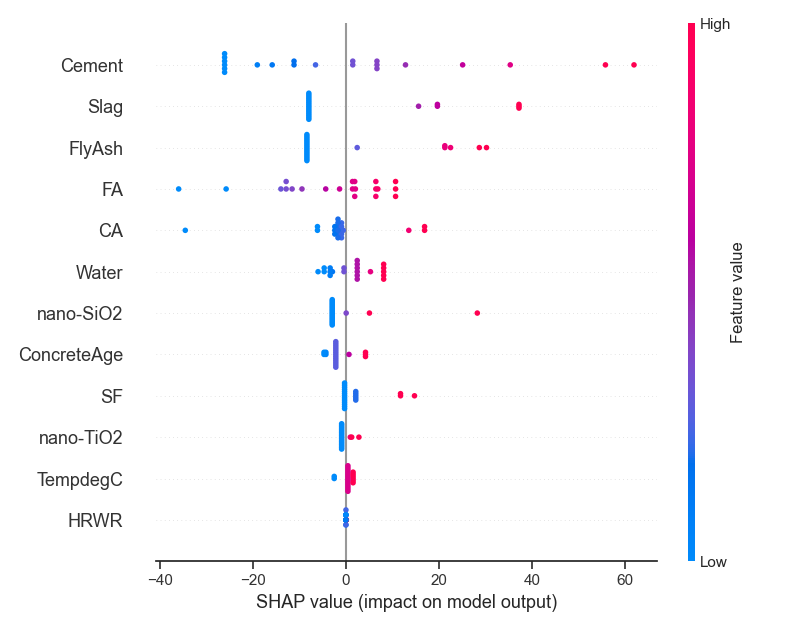 High
Cement
Slag
FlyAsh
FA
CA
Water
nano-SiO2
ConcreteAge
SF
nano-TiO2
TempdegC
HRWR
Feature value
Low
−40 −20 0 20 40 60
SHAP value (impact on model output)